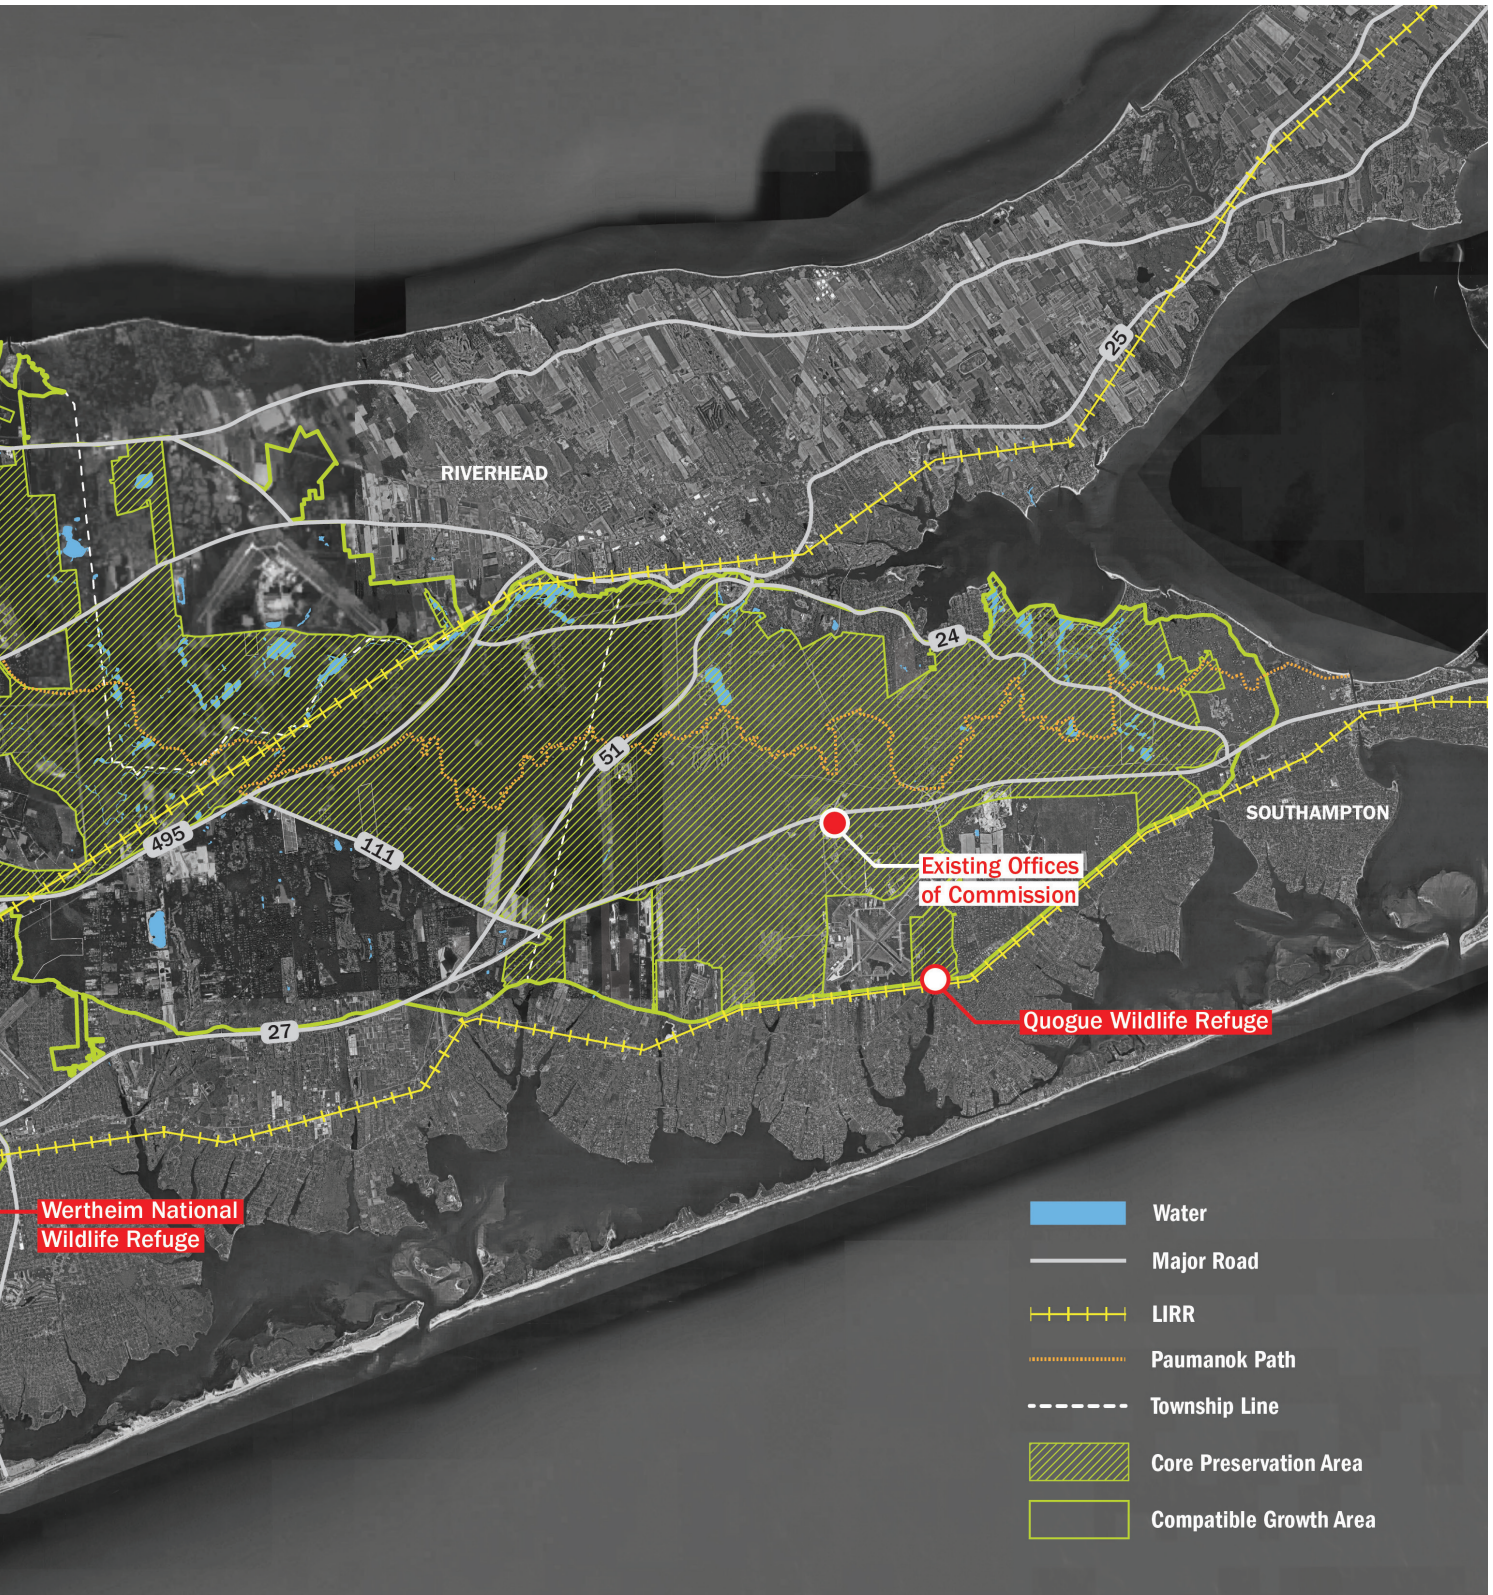 25
RIVERHEAD
24
51
SOUTHAMPTON
495
111
Existing Offices
of Commission
Quogue Wildlife Refuge
27
Wertheim National
Wildlife Refuge
Water
Major Road
LIRR
Paumanok Path
Township Line
Core Preservation Area
Compatible Growth Area